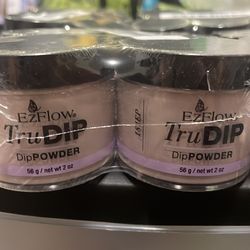 EzFlow®
TruDIP
DipPOWDER
56 g / net wt 2 oz
EzFlow®
TruDIP
DipPOWDER
56 g / net wt 2 oz